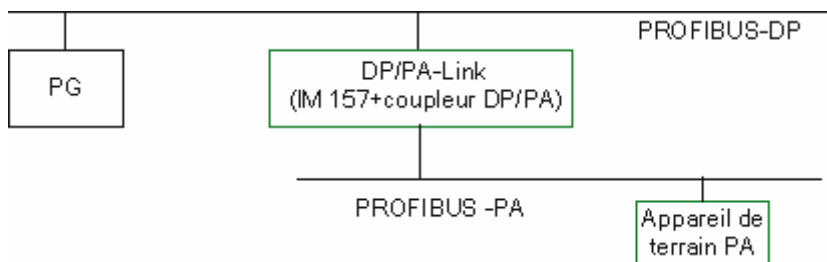 PROFIBUS-DP
PG
DP/PA-Link
(IM 157+coupleur DP/PA)
PROFIBUS -PA
Appareil de
terrain PA